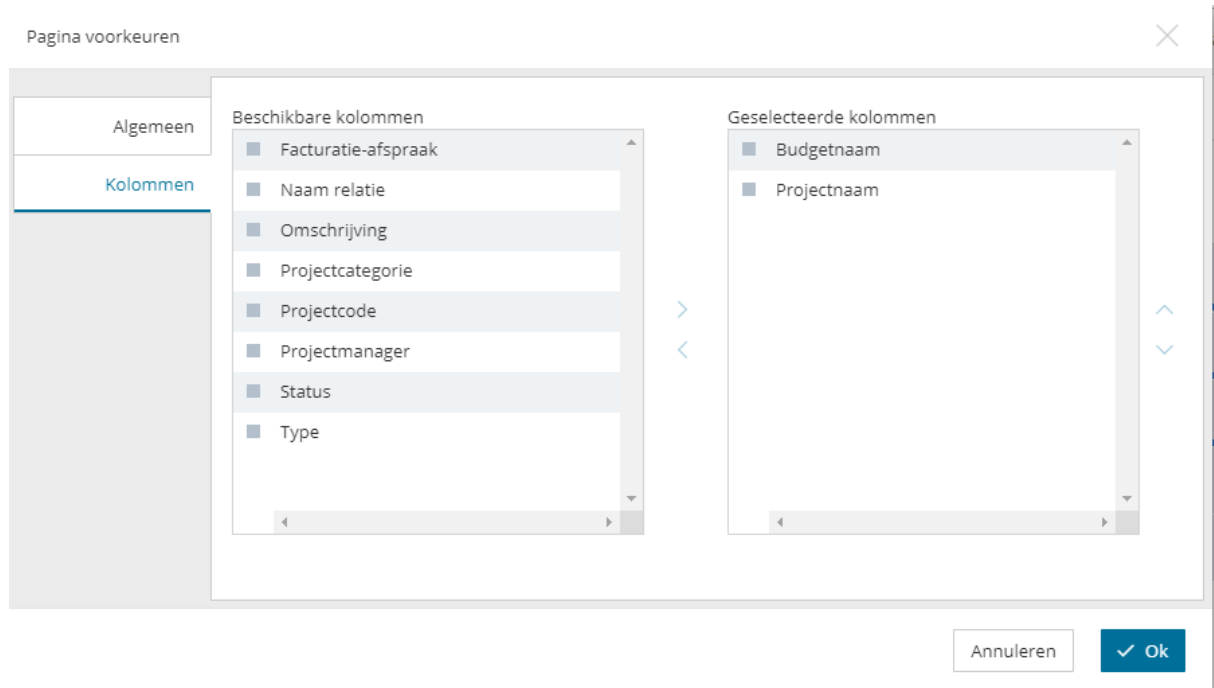 Pagina voorkeuren
Algemeen
Kolommen
Beschikbare kolommen
Facturatie-afspraak
Naam relatie
Omschrijving
Projectcategorie
Projectcode
Projectmanager
Status
Type
Geselecteerde kolommen
Budgetnaam
Projectnaam
Annuleren
Ok